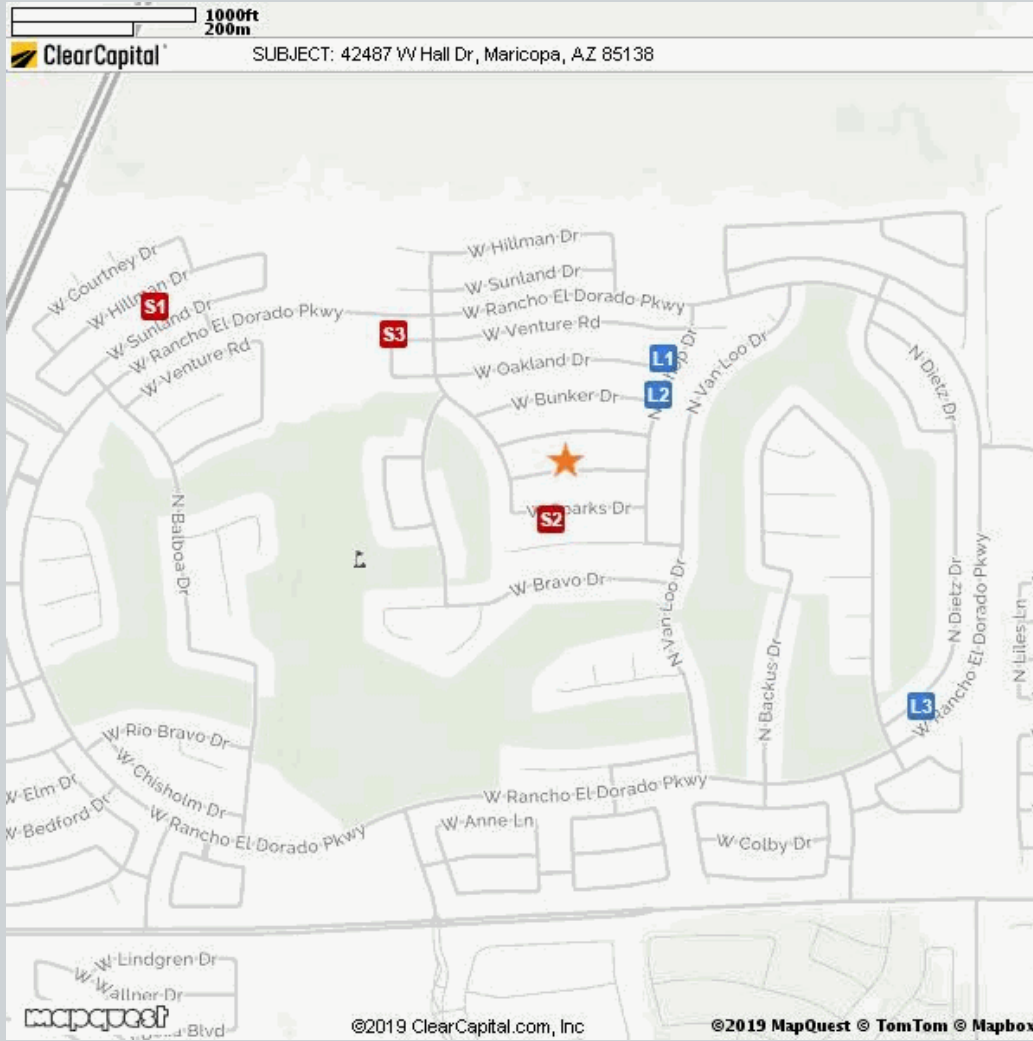 1000ft
200m
ClearCapital
SUBJECT: 42487 W Hall Dr, Maricopa, AZ 85138
W Courtney Dr
W Hillman Dr
S1
W Sunland Dr
W Rancho El Dorado Pkwy
W Venture Rd
W Hillman Dr
W Sunland Dr
W Rancho El Dorado Pkwy
S3
W Venture Rd
W Oakland Dr
L1
W Bunker Dr
L2
N Van Loo Dr
N Dietz Dr
S2
N Balboa Dr
W Bravo Dr
N Van Loo Dr
N Backus Dr
N Dietz Dr
W Rancho El Dorado Pkwy
N Liles Ln
L3
W Rio Bravo Dr
W Chisholm Dr
W Elm Dr
W Bedford Dr
W Rancho El Dorado Pkwy
W Rancho El Dorado Pkwy
W Anne Ln
W Colby Dr
W Lindgren Dr
W Wallner Dr
Blvd
mapquest
©2019 ClearCapital.com, Inc
©2019 MapQuest © TomTom © Mapbox